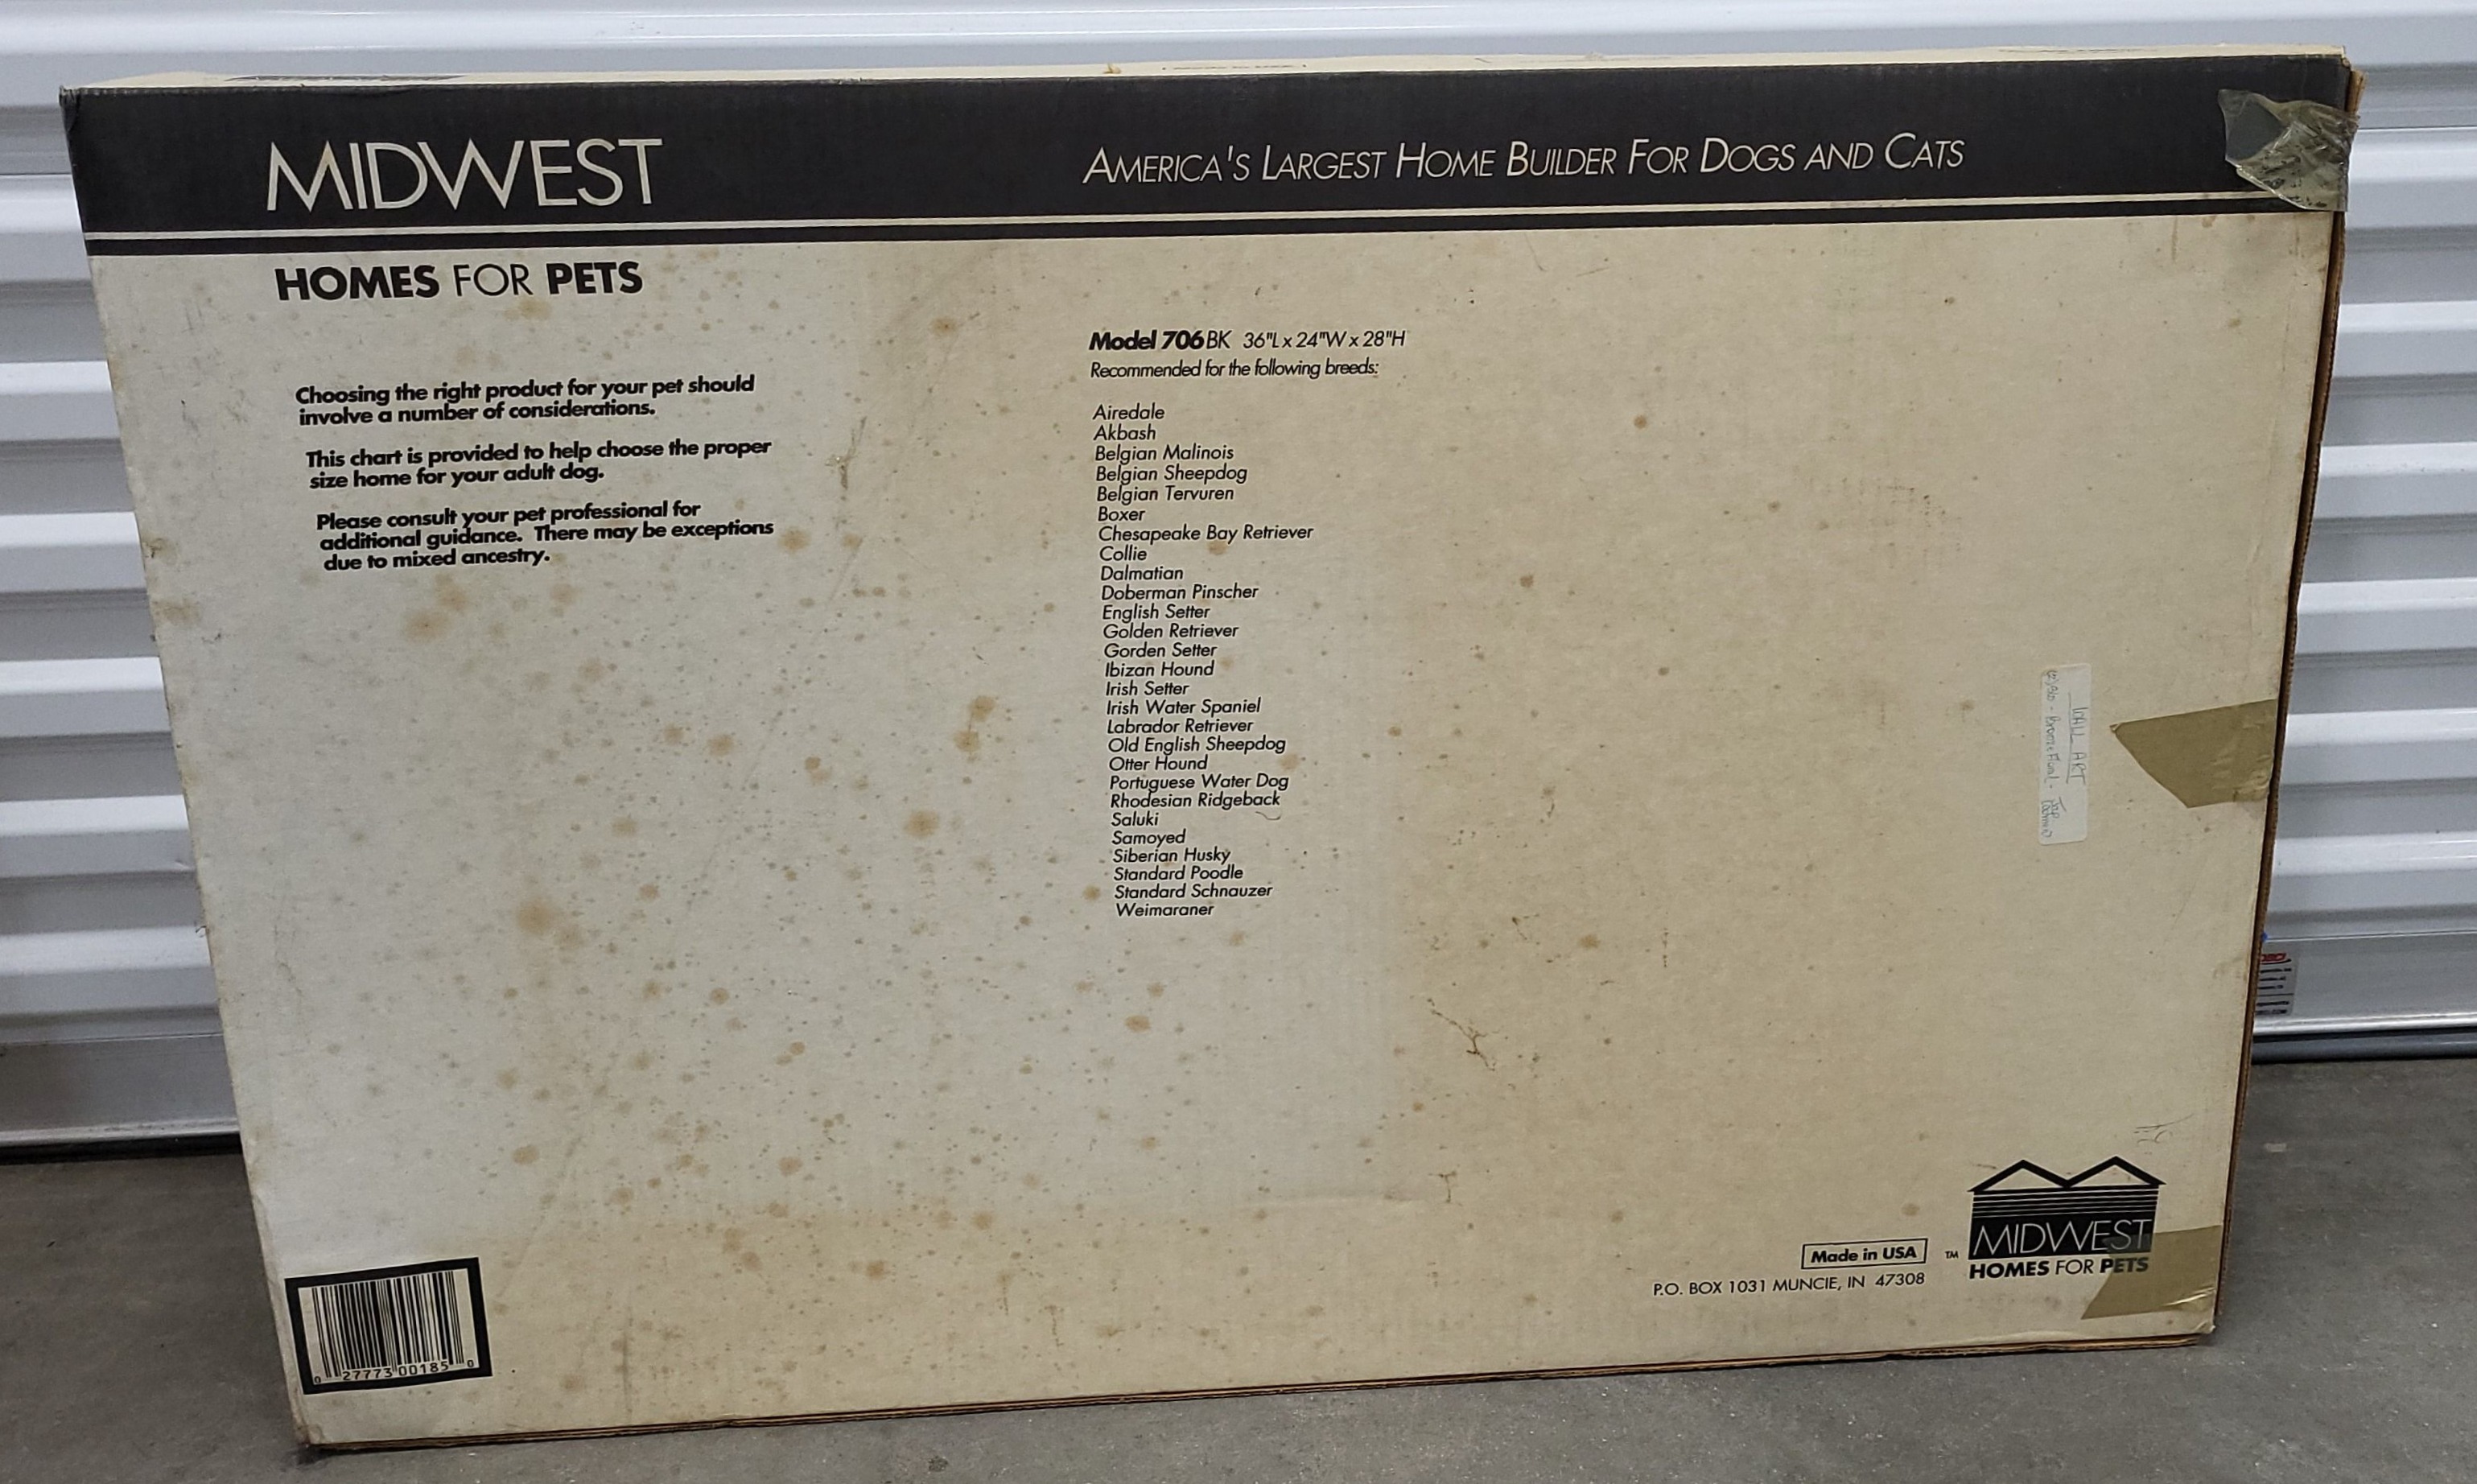 MIDWEST
AMERICA'S LARGEST HOME BUILDER FOR DOGS AND CATS
HOMES FOR PETS
Choosing the right product for your pet should
involve a number of considerations.
This chart is provided to help choose the proper
size home for your adult dog.
Please consult your pet professional for
additional guidance. There may be exceptions
due to mixed ancestry.
Model 706BK 36"L x 24"W x 28"H
Recommended for the following breeds:
Airedale
Akbash
Belgian Malinois
Belgian Sheepdog
Belgian Tervuren
Boxer
Chesapeake Bay Retriever
Collie
Dalmatian
Doberman Pinscher
English Setter
Golden Retriever
Gorden Setter
Ibizan Hound
Irish Setter
Irish Water Spaniel
Labrador Retriever
Old English Sheepdog
Otter Hound
Portuguese Water Dog
Rhodesian Ridgeback
Saluki
Samoyed
Siberian Husky
Standard Poodle
Standard Schnauzer
Weimaraner
WALL ART
0 27773 00185 0
Made in USA
P.O. BOX 1031 MUNCIE, IN 47308
TM
MIDWEST
HOMES FOR PETS